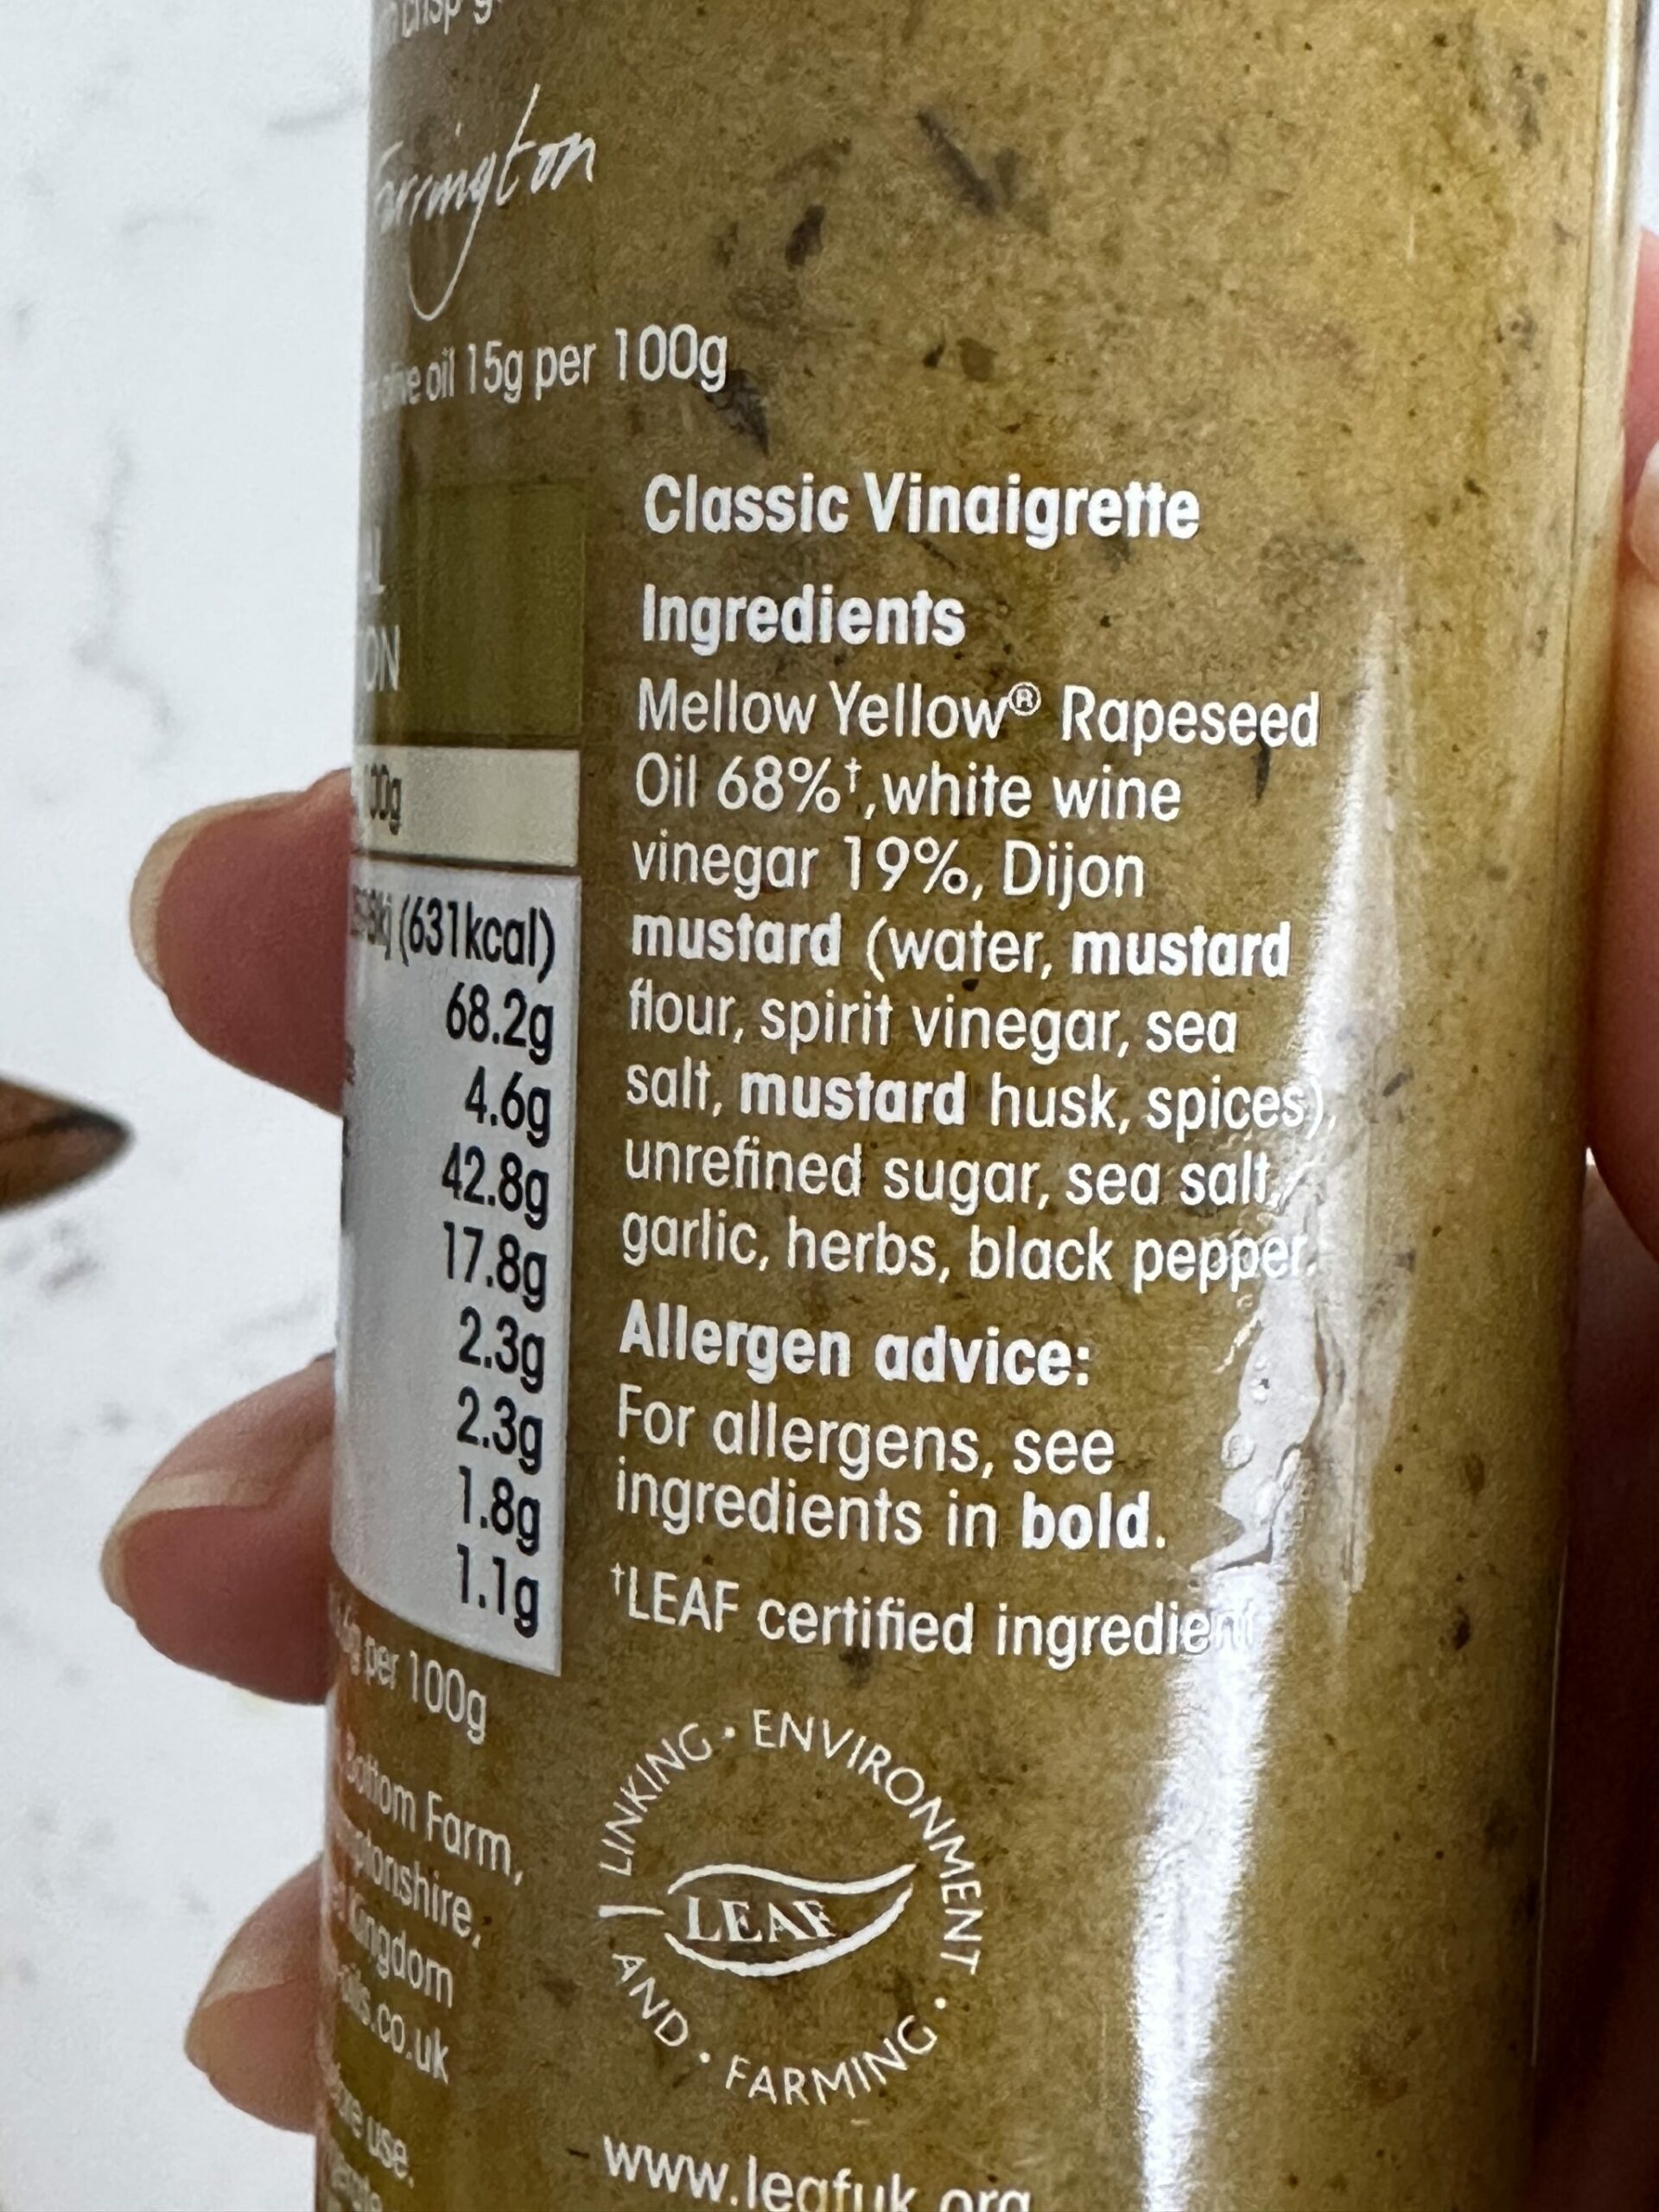 Farrington
oil 15g per 100g
Classic Vinaigrette
Ingredients
Mellow Yellow® Rapeseed
Oil 68%†, white wine
vinegar 19%, Dijon
mustard (water, mustard
flour, spirit vinegar, sea
salt, mustard husk, spices),
unrefined sugar, sea salt,
garlic, herbs, black pepper.
Allergen advice:
For allergens, see
ingredients in bold.
†LEAF certified ingredient
LINKING • ENVIRONMENT
AND • FARMING •
LEAF
www.leafuk.org
(631kcal)
68.2g
4.6g
42.8g
17.8g
2.3g
2.3g
1.8g
1.1g
per 100g
Bottom Farm,
Kingdom
.co.uk
use.